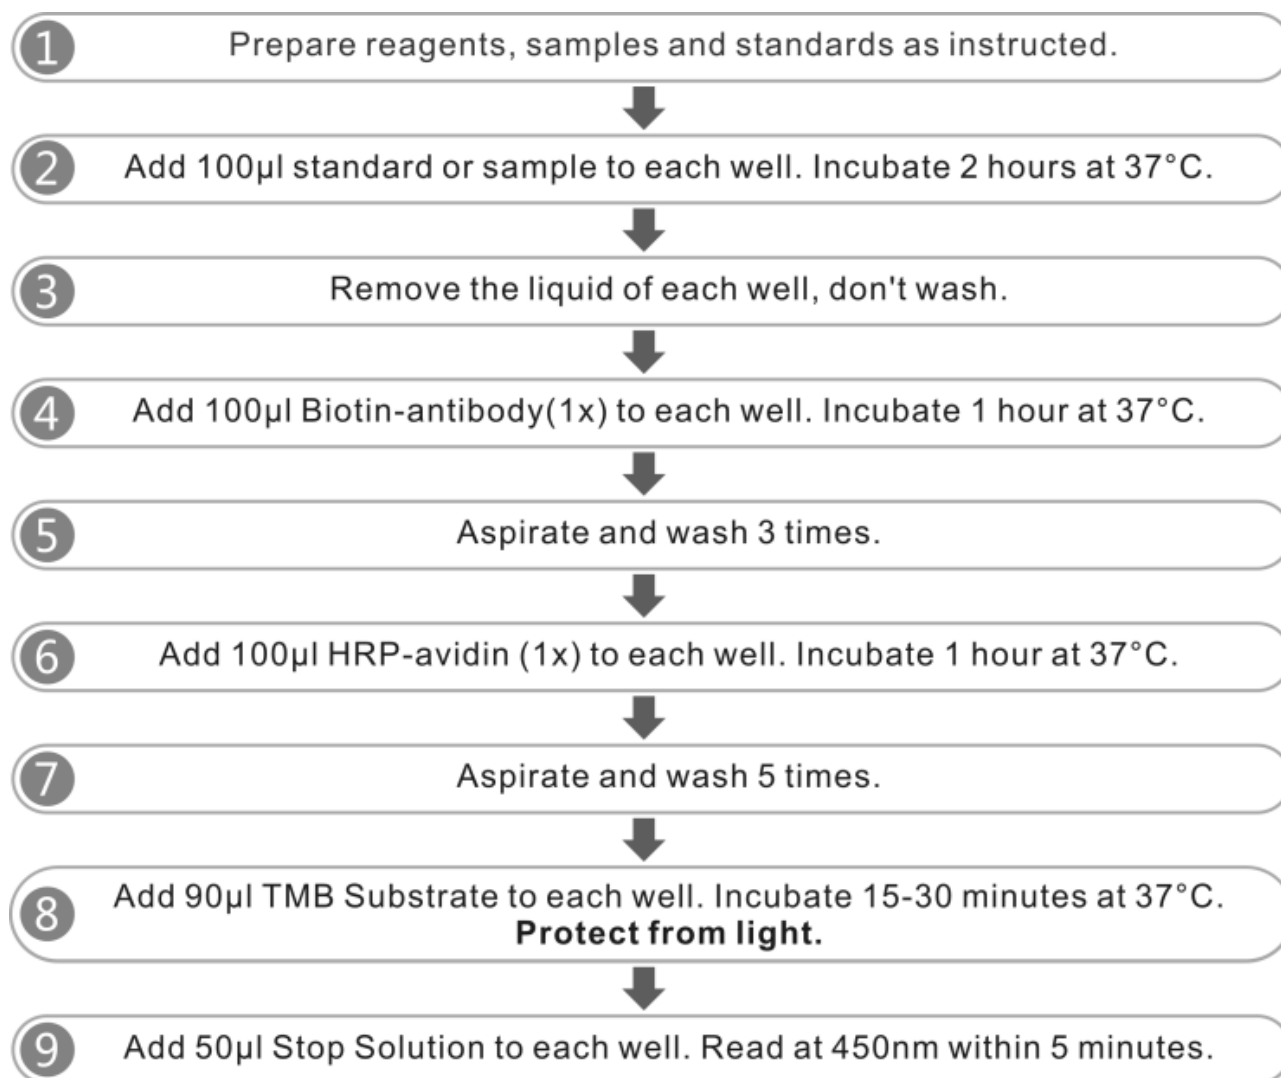 1 Prepare reagents, samples and standards as instructed.
2 Add 100µl standard or sample to each well. Incubate 2 hours at 37°C.
3 Remove the liquid of each well, don't wash.
4 Add 100µl Biotin-antibody(1x) to each well. Incubate 1 hour at 37°C.
5 Aspirate and wash 3 times.
6 Add 100µl HRP-avidin (1x) to each well. Incubate 1 hour at 37°C.
7 Aspirate and wash 5 times.
8 Add 90µl TMB Substrate to each well. Incubate 15-30 minutes at 37°C.
Protect from light.
9 Add 50µl Stop Solution to each well. Read at 450nm within 5 minutes.